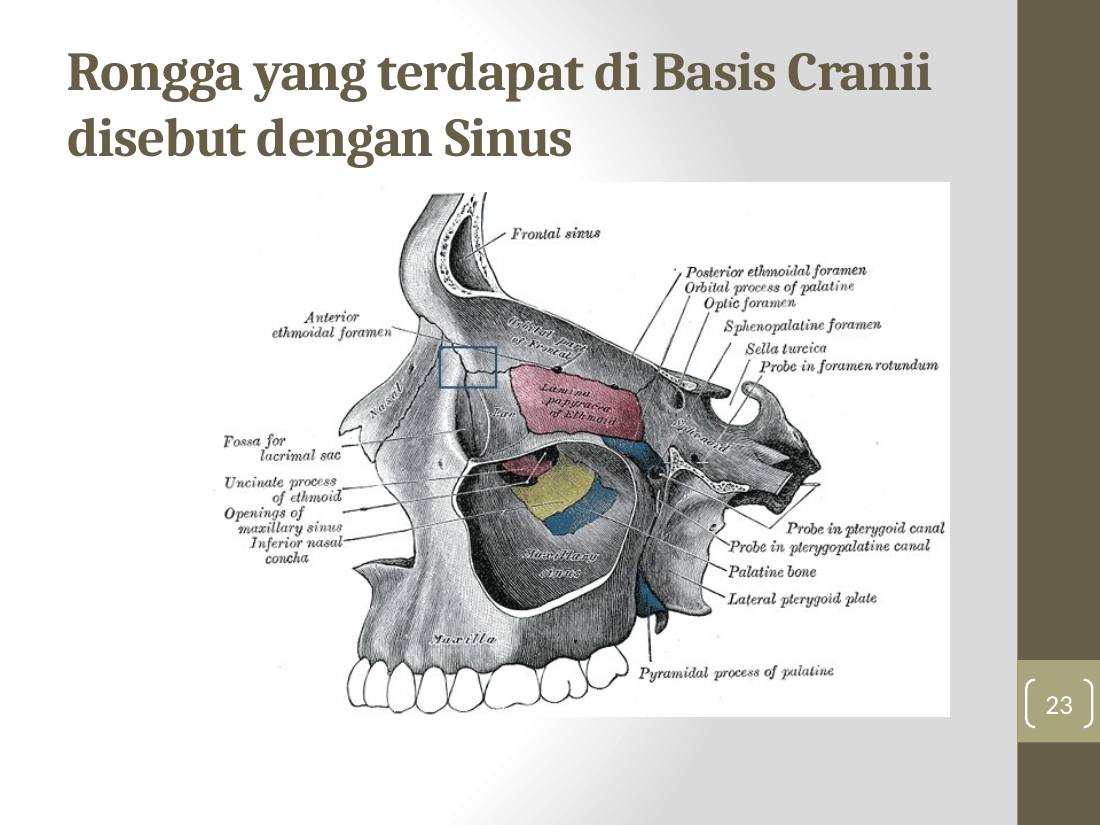 Rongga yang terdapat di Basis Cranii
disebut dengan Sinus
Frontal sinus
Posterior ethmoidal foramen
Orbital process of palatine
Optic foramen
Sphenopalatine foramen
Sella turcica
Probe in foramen rotundum
Anterior
ethmoidal foramen
Orbital part
of Frontal
Lamina
papyracea
of Ethmoid
Nasal
Lac
Sphenoid
Fossa for
lacrimal sac
Uncinate process
of ethmoid
Openings of
maxillary sinus
Inferior nasal
concha
Maxillary
sinus
Probe in pterygoid canal
Probe in pterygopalatine canal
Palatine bone
Lateral pterygoid plate
Maxilla
Pyramidal process of palatine
23